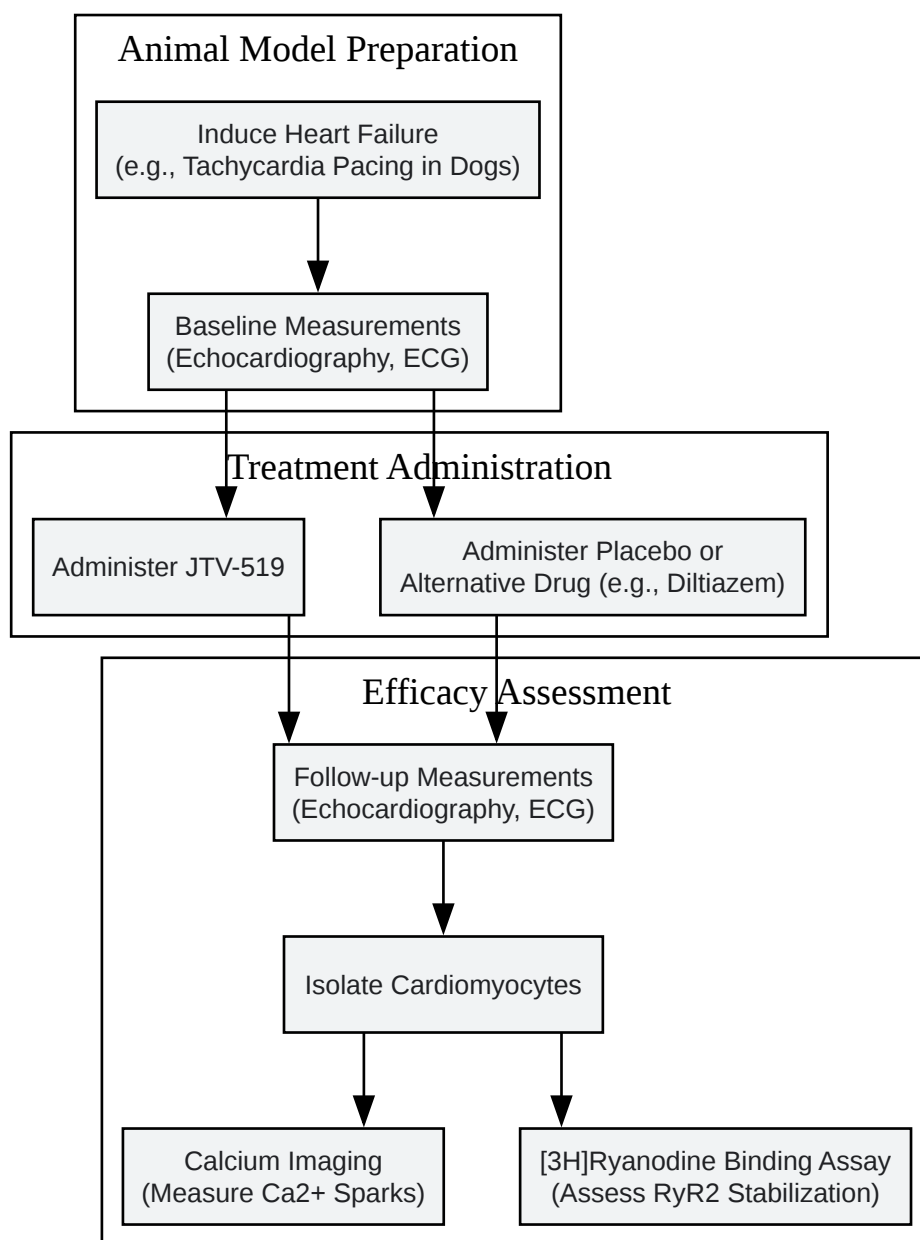 Animal Model Preparation
Induce Heart Failure
(e.g., Tachycardia Pacing in Dogs)
Baseline Measurements
(Echocardiography, ECG)
Treatment Administration
Administer JTV-519
Administer Placebo or
Alternative Drug (e.g., Diltiazem)
Efficacy Assessment
Follow-up Measurements
(Echocardiography, ECG)
Isolate Cardiomyocytes
Calcium Imaging
(Measure Ca2+ Sparks)
[3H]Ryanodine Binding Assay
(Assess RyR2 Stabilization)